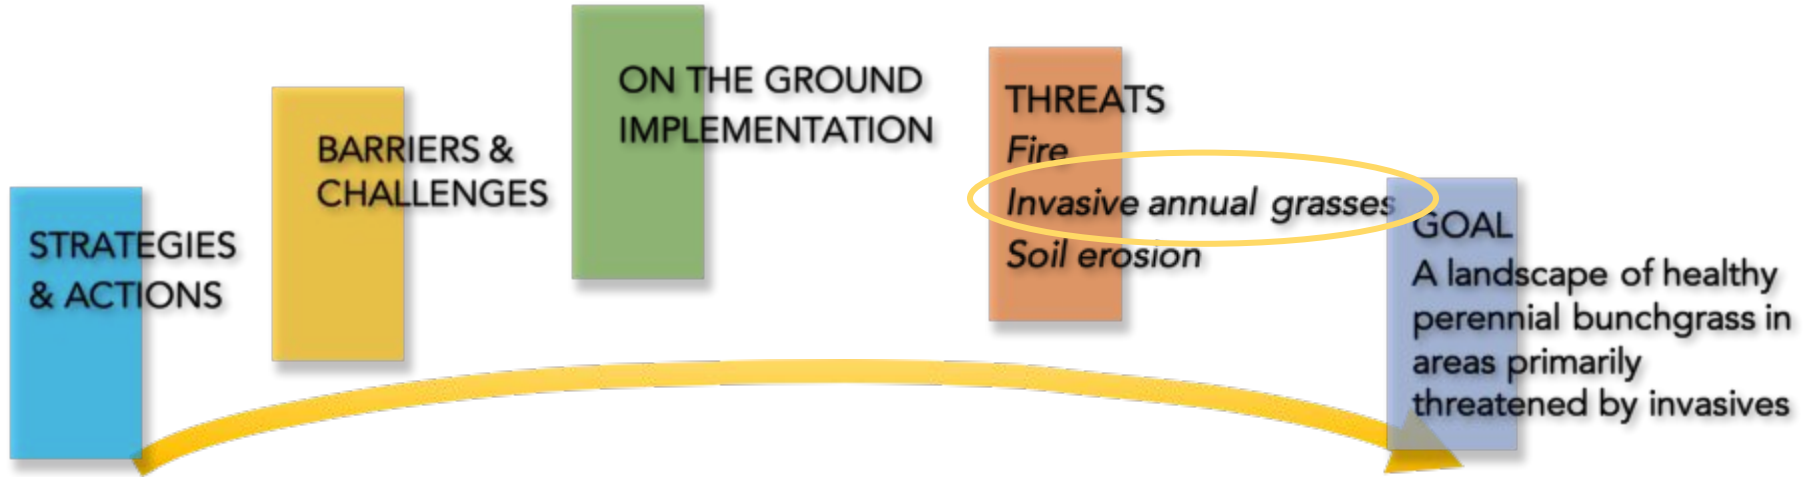 STRATEGIES
& ACTIONS
BARRIERS &
CHALLENGES
ON THE GROUND
IMPLEMENTATION
THREATS
Fire
Invasive annual grasses
Soil erosion
GOAL
A landscape of healthy
perennial bunchgrass in
areas primarily
threatened by invasives